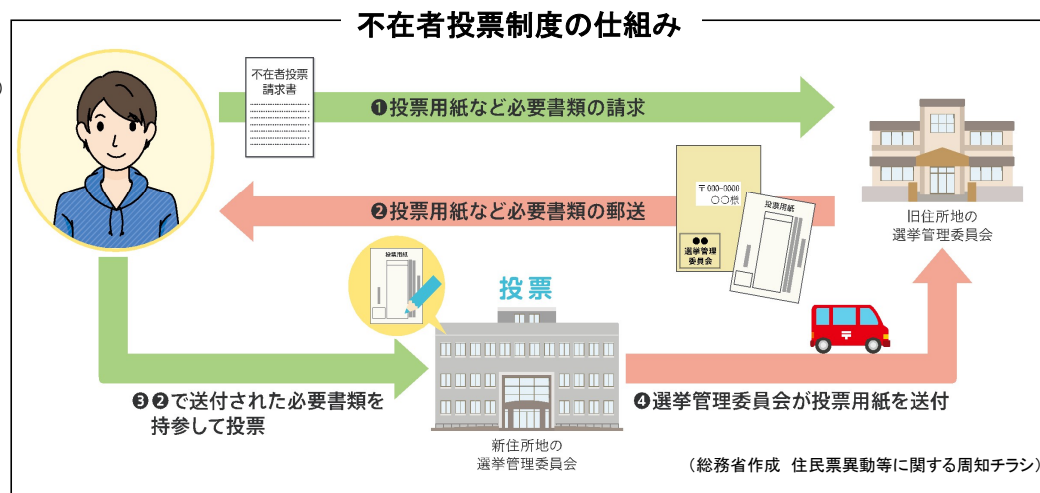 不在者投票制度の仕組み
)
不在者投票
請求書
❶投票用紙など必要書類の請求
〒000-0000
〇〇様
投票用紙
❷投票用紙など必要書類の郵送
●●
選挙管理
委員会
旧住所地の
選挙管理委員会
投票用紙
投票
〒
❸❷で送付された必要書類を
持参して投票
❹選挙管理委員会が投票用紙を送付
新住所地の
選挙管理委員会
(総務省作成 住民票異動等に関する周知チラシ)